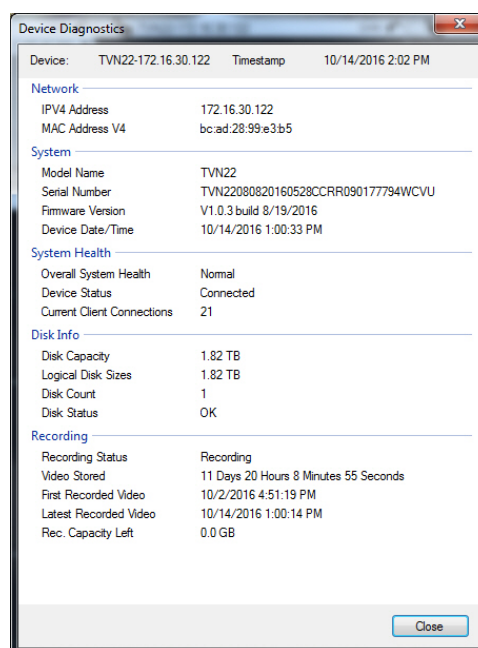 Device Diagnostics
Device: TVN22-172.16.30.122 Timestamp 10/14/2016 2:02 PM
Network
IPV4 Address 172.16.30.122
MAC Address V4 bc:ad:28:99:e3:b5
System
Model Name TVN22
Serial Number TVN22080820160528CCRR090177794WCVU
Firmware Version V1.0.3 build 8/19/2016
Device Date/Time 10/14/2016 1:00:33 PM
System Health
Overall System Health Normal
Device Status Connected
Current Client Connections 21
Disk Info
Disk Capacity 1.82 TB
Logical Disk Sizes 1.82 TB
Disk Count 1
Disk Status OK
Recording
Recording Status Recording
Video Stored 11 Days 20 Hours 8 Minutes 55 Seconds
First Recorded Video 10/2/2016 4:51:19 PM
Latest Recorded Video 10/14/2016 1:00:14 PM
Rec. Capacity Left 0.0 GB
Close